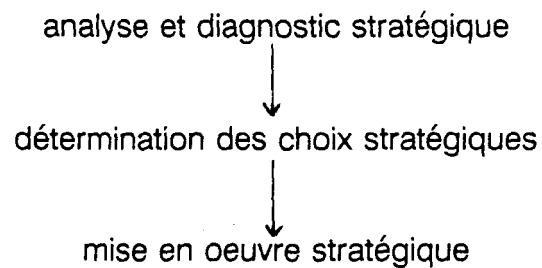 analyse et diagnostic stratégique
détermination des choix stratégiques
mise en oeuvre stratégique